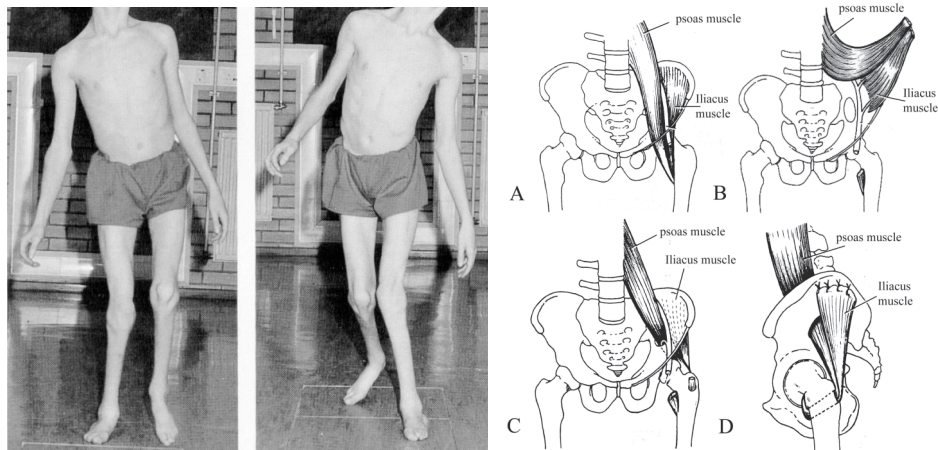 psoas muscle
Iliacus
muscle
A
psoas muscle
Iliacus
muscle
B
psoas muscle
Iliacus muscle
C
psoas muscle
Iliacus
muscle
D